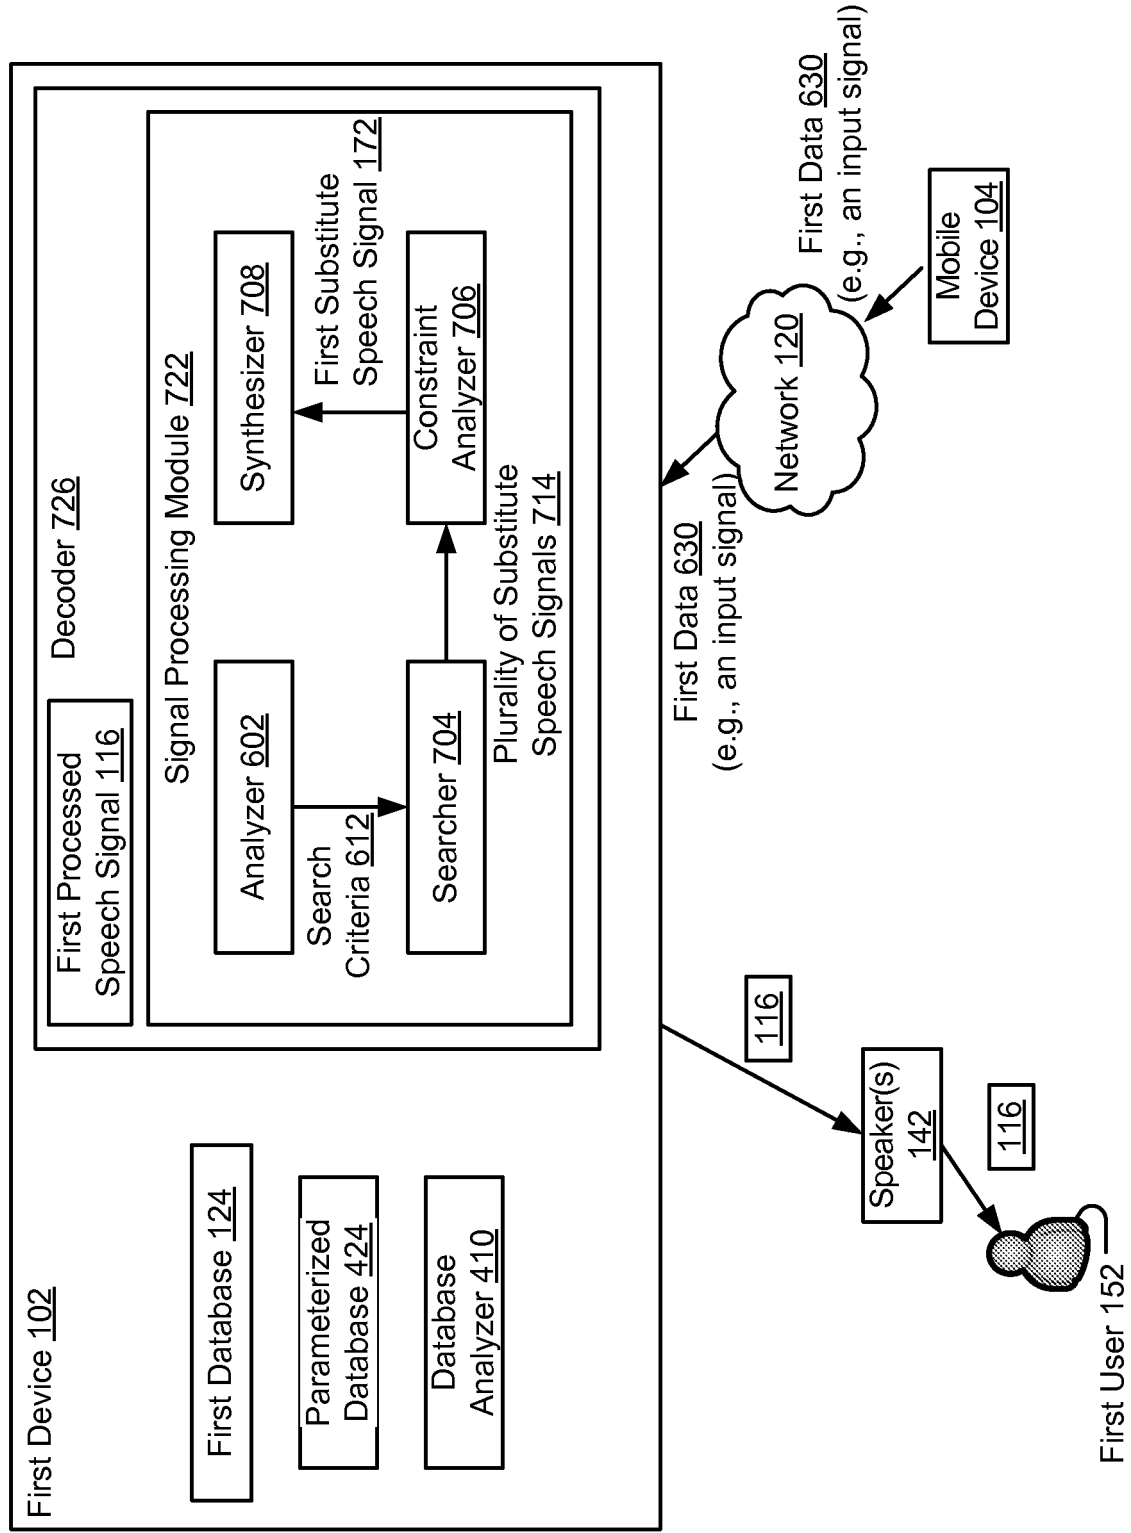 First Device 102
First Database 124
Parameterized
Database 424
Database
Analyzer 410
First Processed
Speech Signal 116
Decoder 726
Signal Processing Module 722
Analyzer 602
Search
Criteria 612
Searcher 704
Plurality of Substitute
Speech Signals 714
Constraint
Analyzer 706
First Substitute
Speech Signal 172
Synthesizer 708
First Data 630
(e.g., an input signal)
Network 120
First Data 630
(e.g., an input signal)
Mobile
Device 104
116
Speaker(s)
142
116
First User 152